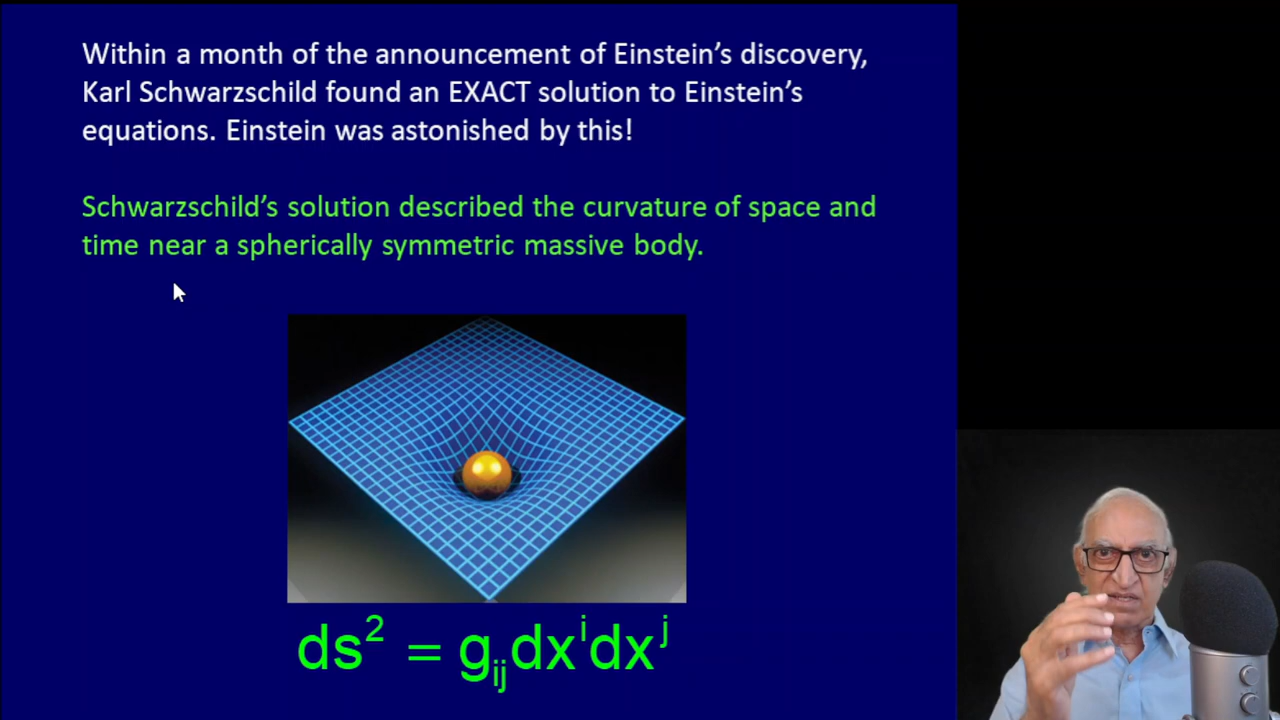 Within a month of the announcement of Einstein’s discovery,
Karl Schwarzschild found an EXACT solution to Einstein’s
equations. Einstein was astonished by this!
Schwarzschild’s solution described the curvature of space and
time near a spherically symmetric massive body.
ds² = gᵢⱼdxⁱdxʲ